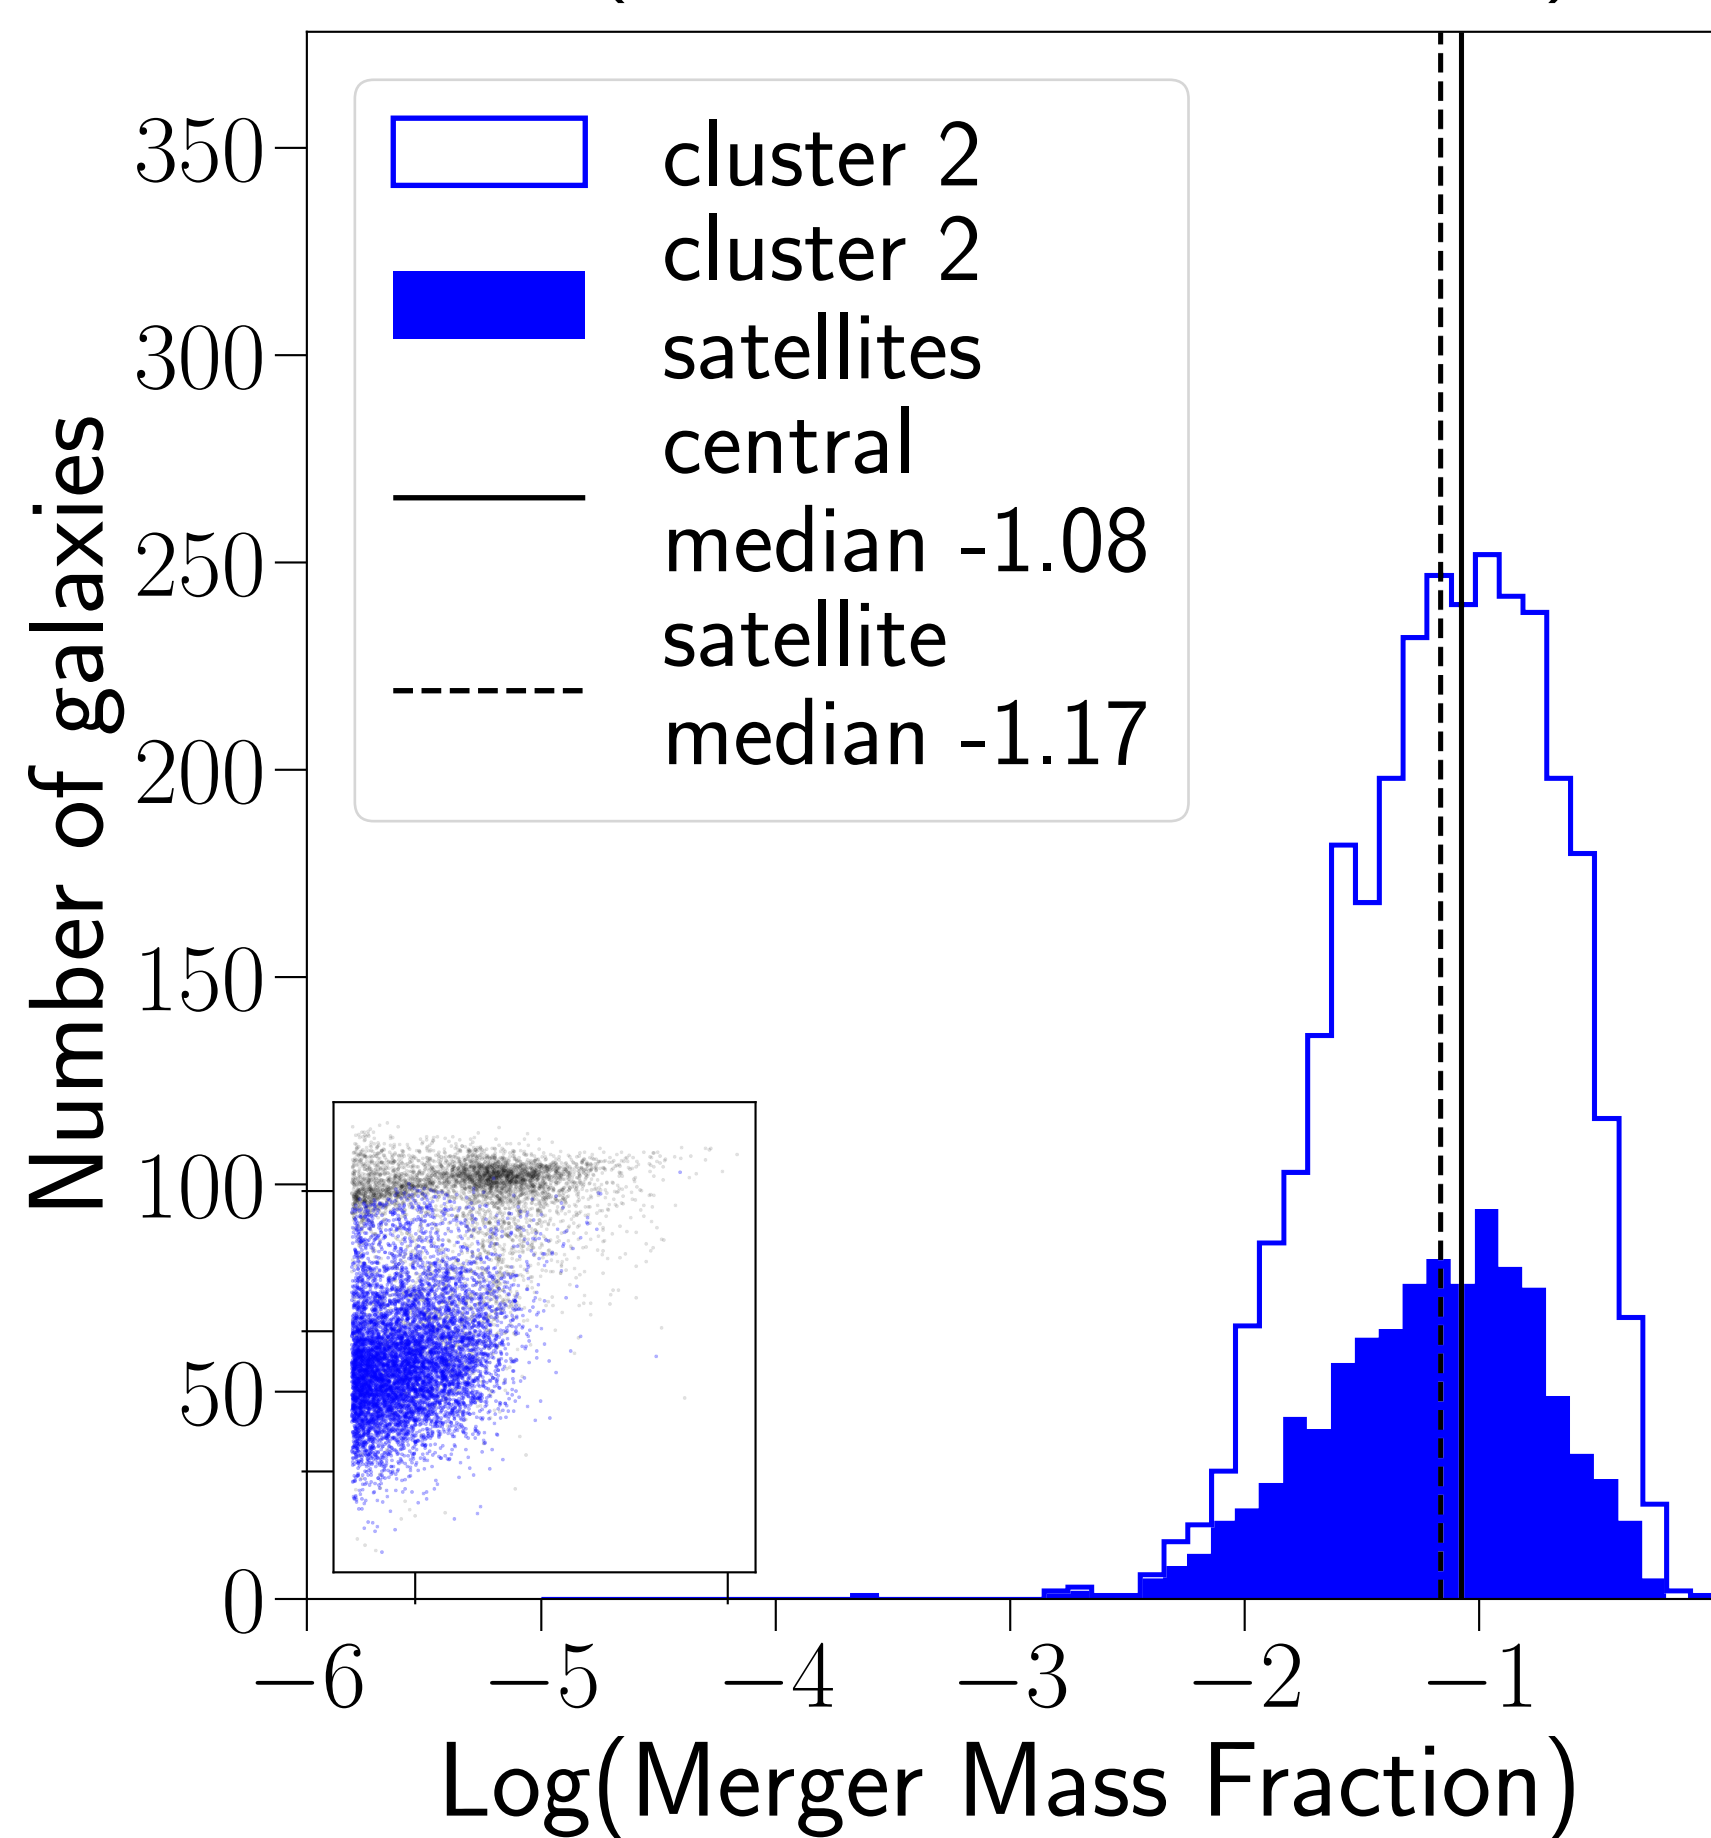 cluster 2
cluster 2
satellites
central
median -1.08
satellite
median -1.17
Number of galaxies
350
300
250
200
150
100
50
0
−6 −5 −4 −3 −2 −1
Log(Merger Mass Fraction)